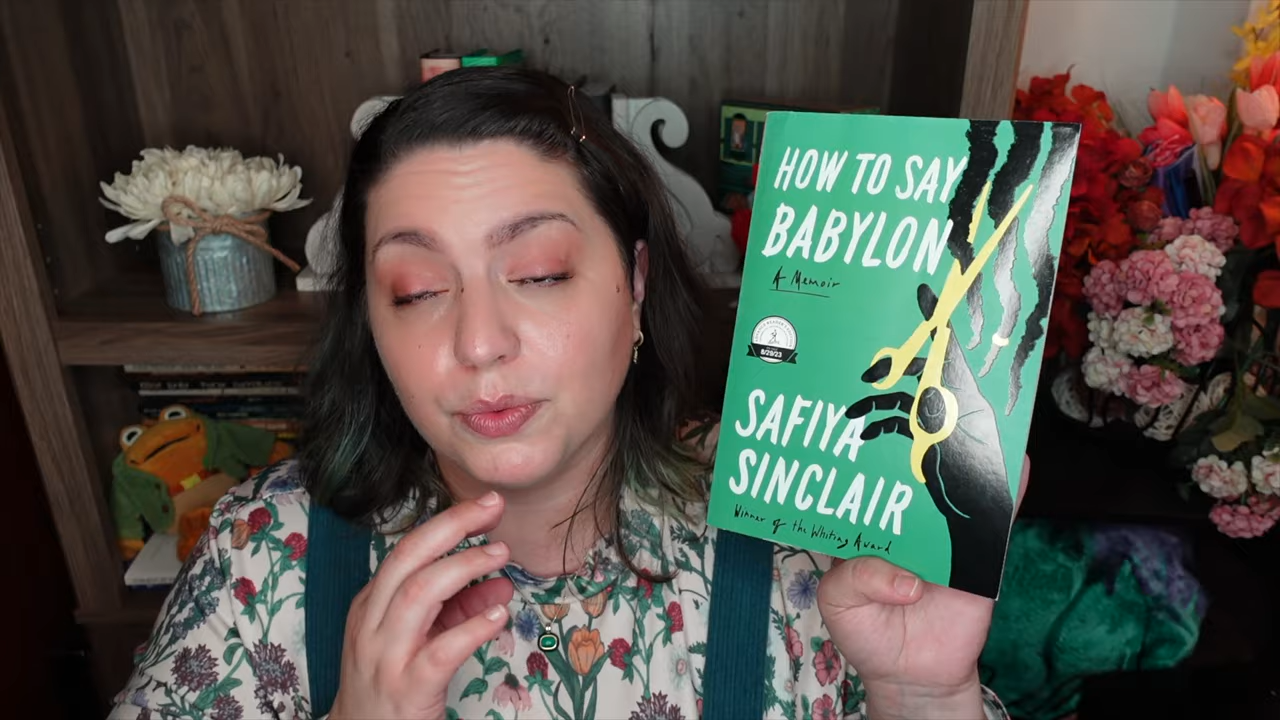 HOW TO SAY
BABYLON
A Memoir
8/29/23
SAFIYA
SINCLAIR
Winner of the Whiting Award